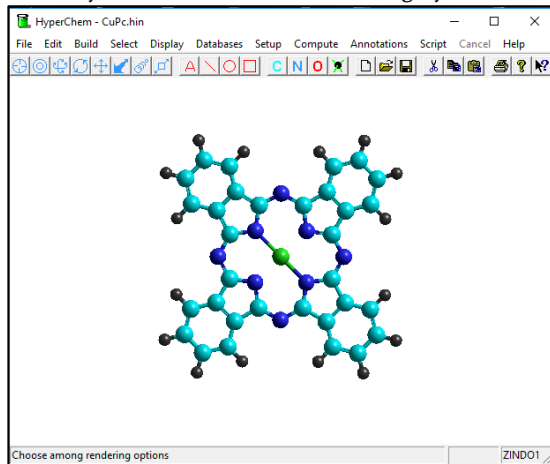 HyperChem - CuPc.hin
File Edit Build Select Display Databases Setup Compute Annotations Script Cancel Help
A C N O
Choose among rendering options ZINDO1